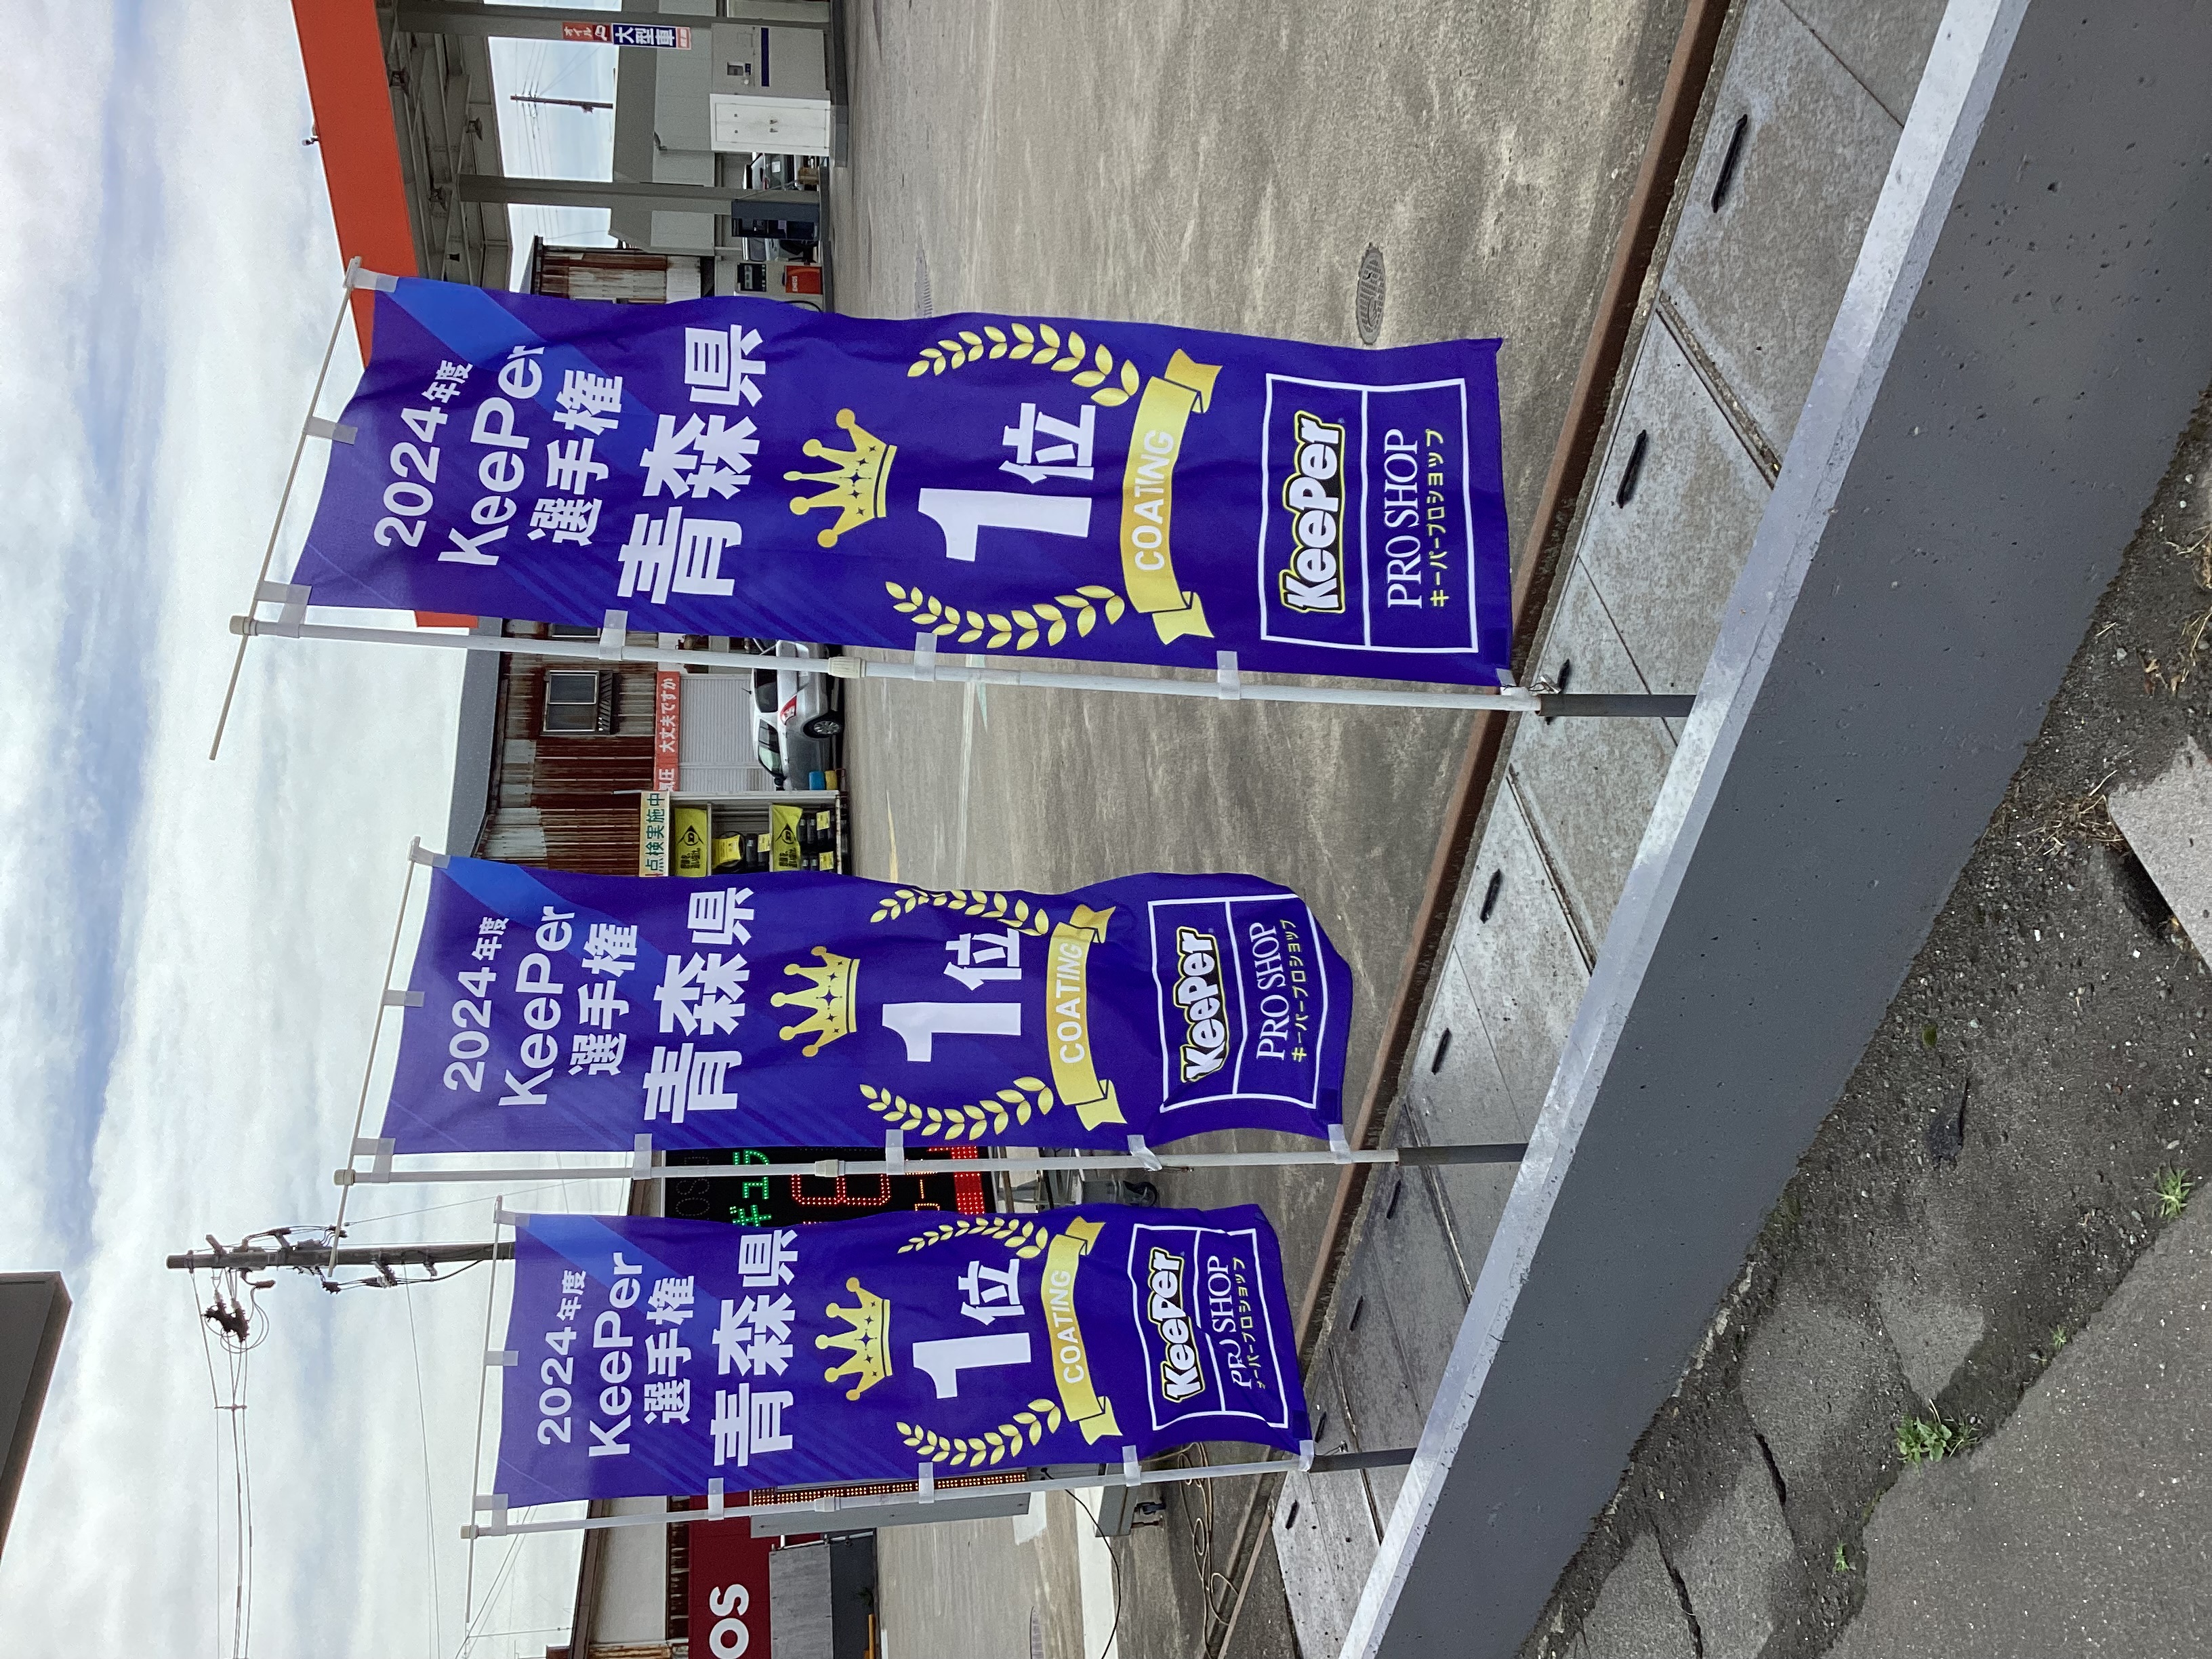 オイル
大型車
2024年度
KeePer
選手権
青森県
1位
COATING
KeePer
PRO SHOP
キーパープロショップ
大丈夫ですか
点検実施中
2024年度
KeePer
選手権
青森県
1位
COATING
KeePer
PRO SHOP
キーパープロショップ
2024年度
KeePer
選手権
青森県
1位
COATING
KeePer
PRO SHOP
キーパープロショップ
OS